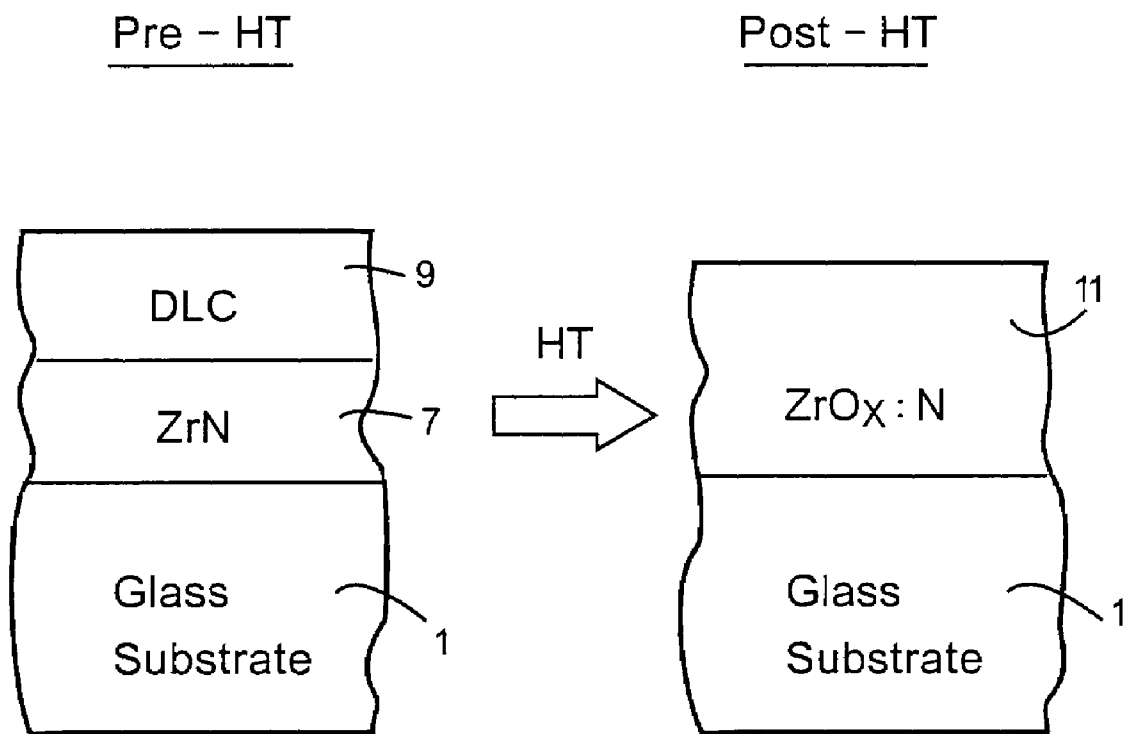 Pre – HT
Post – HT
DLC
9
ZrN
7
Glass
Substrate
1
HT
11
ZrOX : N
Glass
Substrate
1